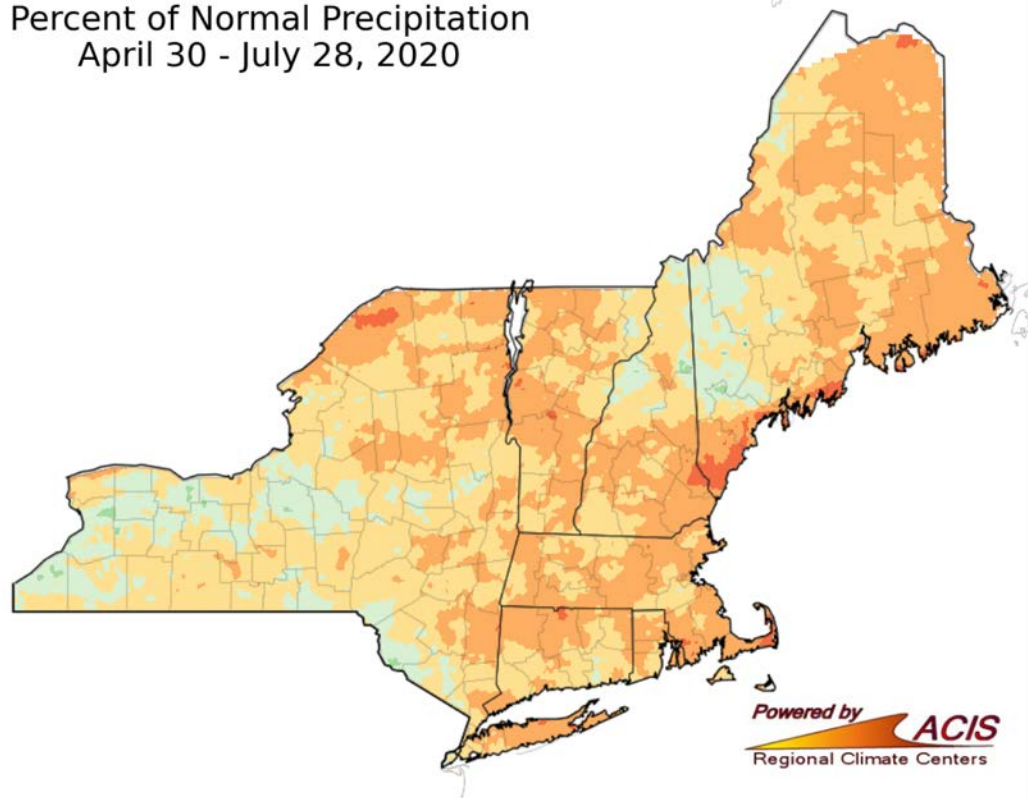 Percent of Normal Precipitation
April 30 - July 28, 2020
Powered by
ACIS
Regional Climate Centers